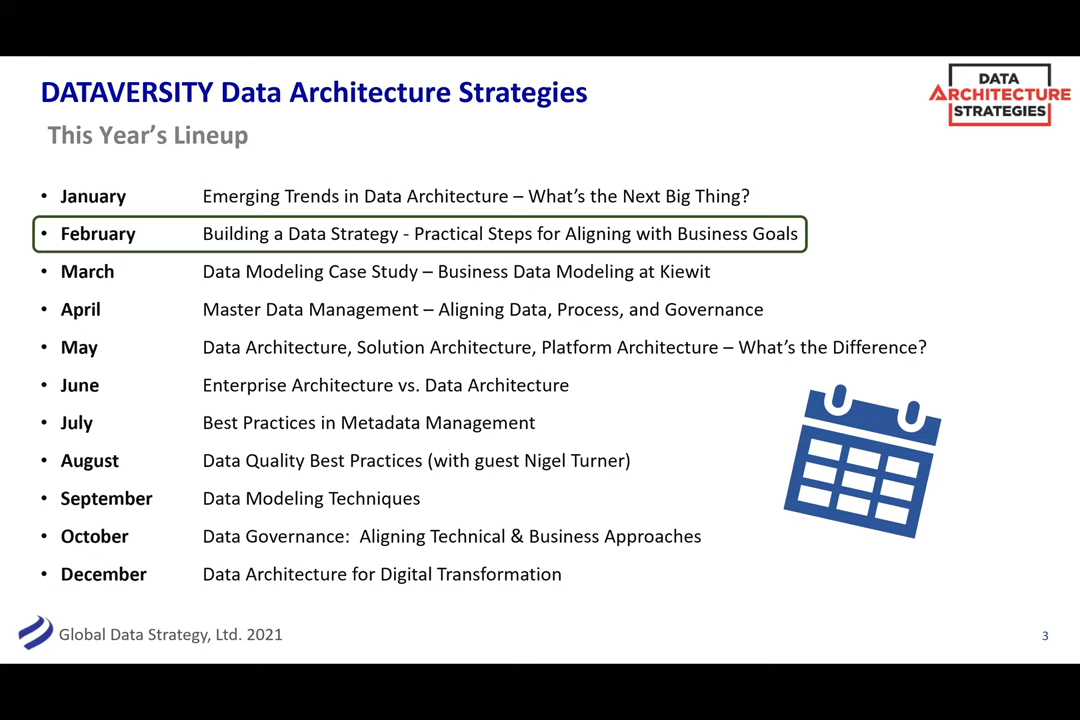 DATAVERSITY Data Architecture Strategies
This Year's Lineup
DATA
ARCHITECTURE
STRATEGIES
• January Emerging Trends in Data Architecture – What's the Next Big Thing?
• February Building a Data Strategy - Practical Steps for Aligning with Business Goals
• March Data Modeling Case Study – Business Data Modeling at Kiewit
• April Master Data Management – Aligning Data, Process, and Governance
• May Data Architecture, Solution Architecture, Platform Architecture – What's the Difference?
• June Enterprise Architecture vs. Data Architecture
• July Best Practices in Metadata Management
• August Data Quality Best Practices (with guest Nigel Turner)
• September Data Modeling Techniques
• October Data Governance: Aligning Technical & Business Approaches
• December Data Architecture for Digital Transformation
Global Data Strategy, Ltd. 2021
3